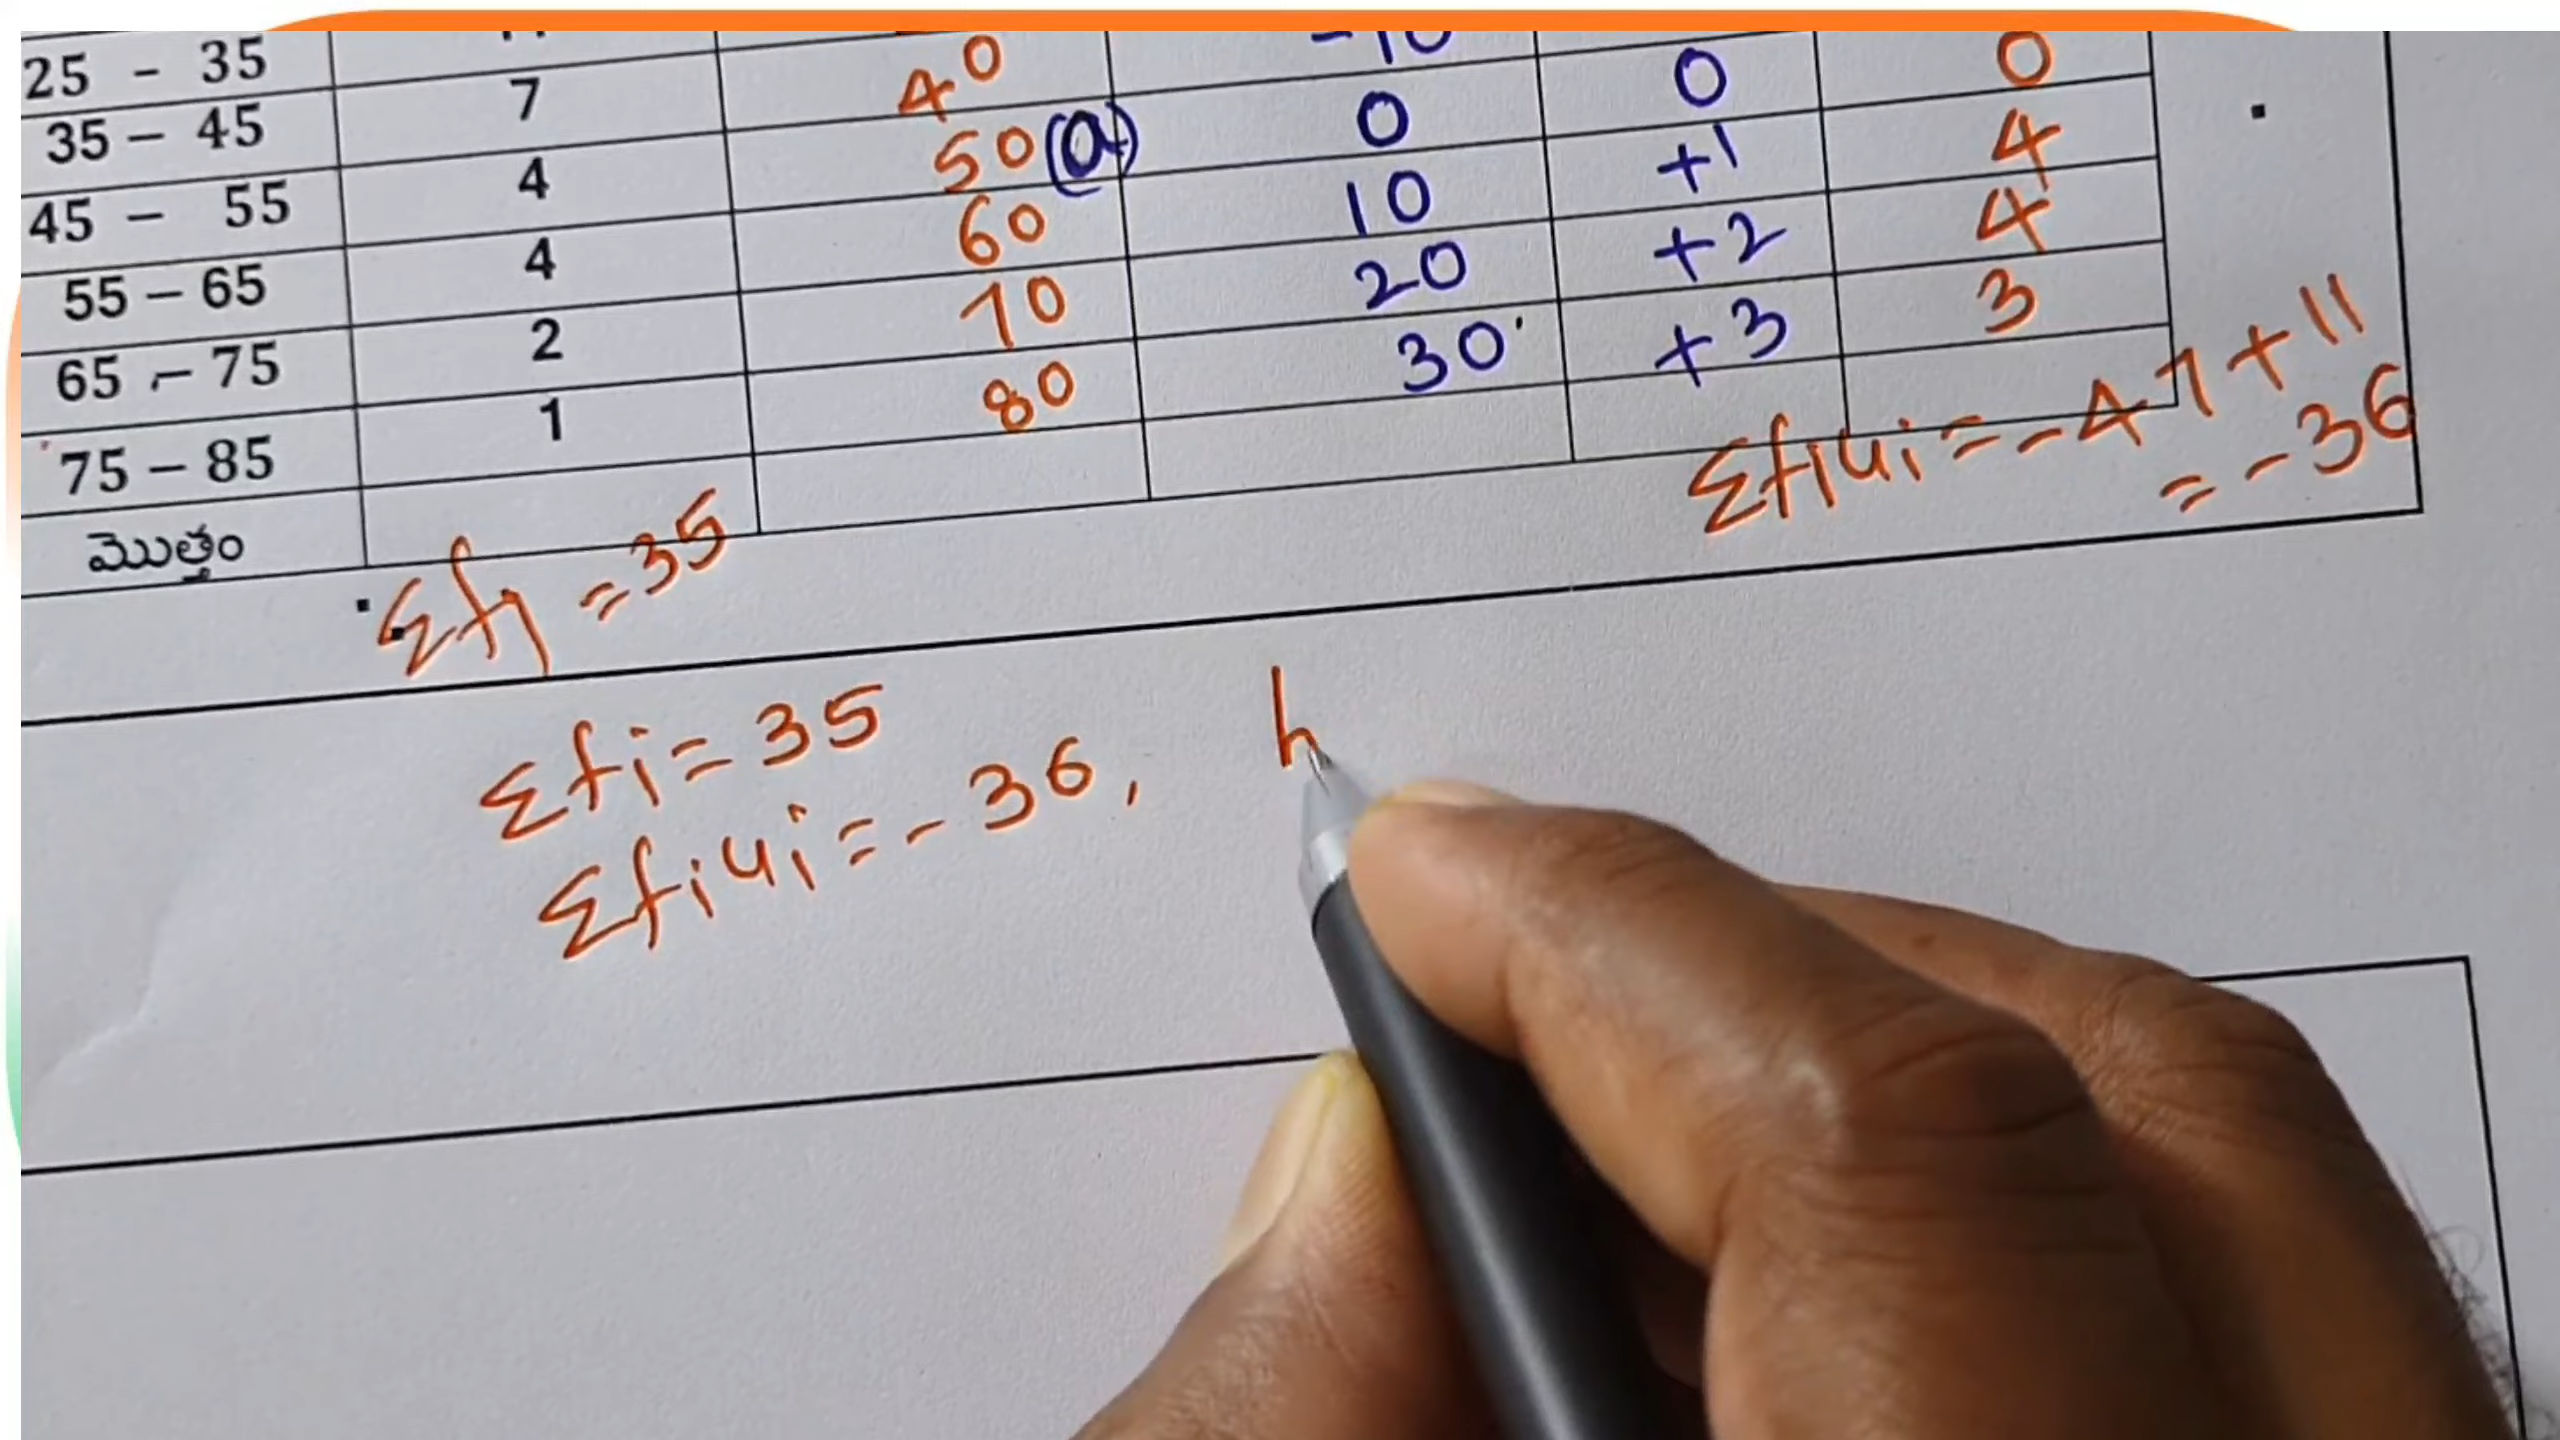 25 - 35 40 -10 0 0
35 - 45 7 50 (a) 0 +1 4
45 - 55 4 60 10 +2 4
55 - 65 4 70 20 +3 3
65 - 75 2 80 30
75 - 85 1 Σfiui = -47+11
= -36
మొత్తం Σfi = 35
Σfi = 35
Σfiui = -36, h